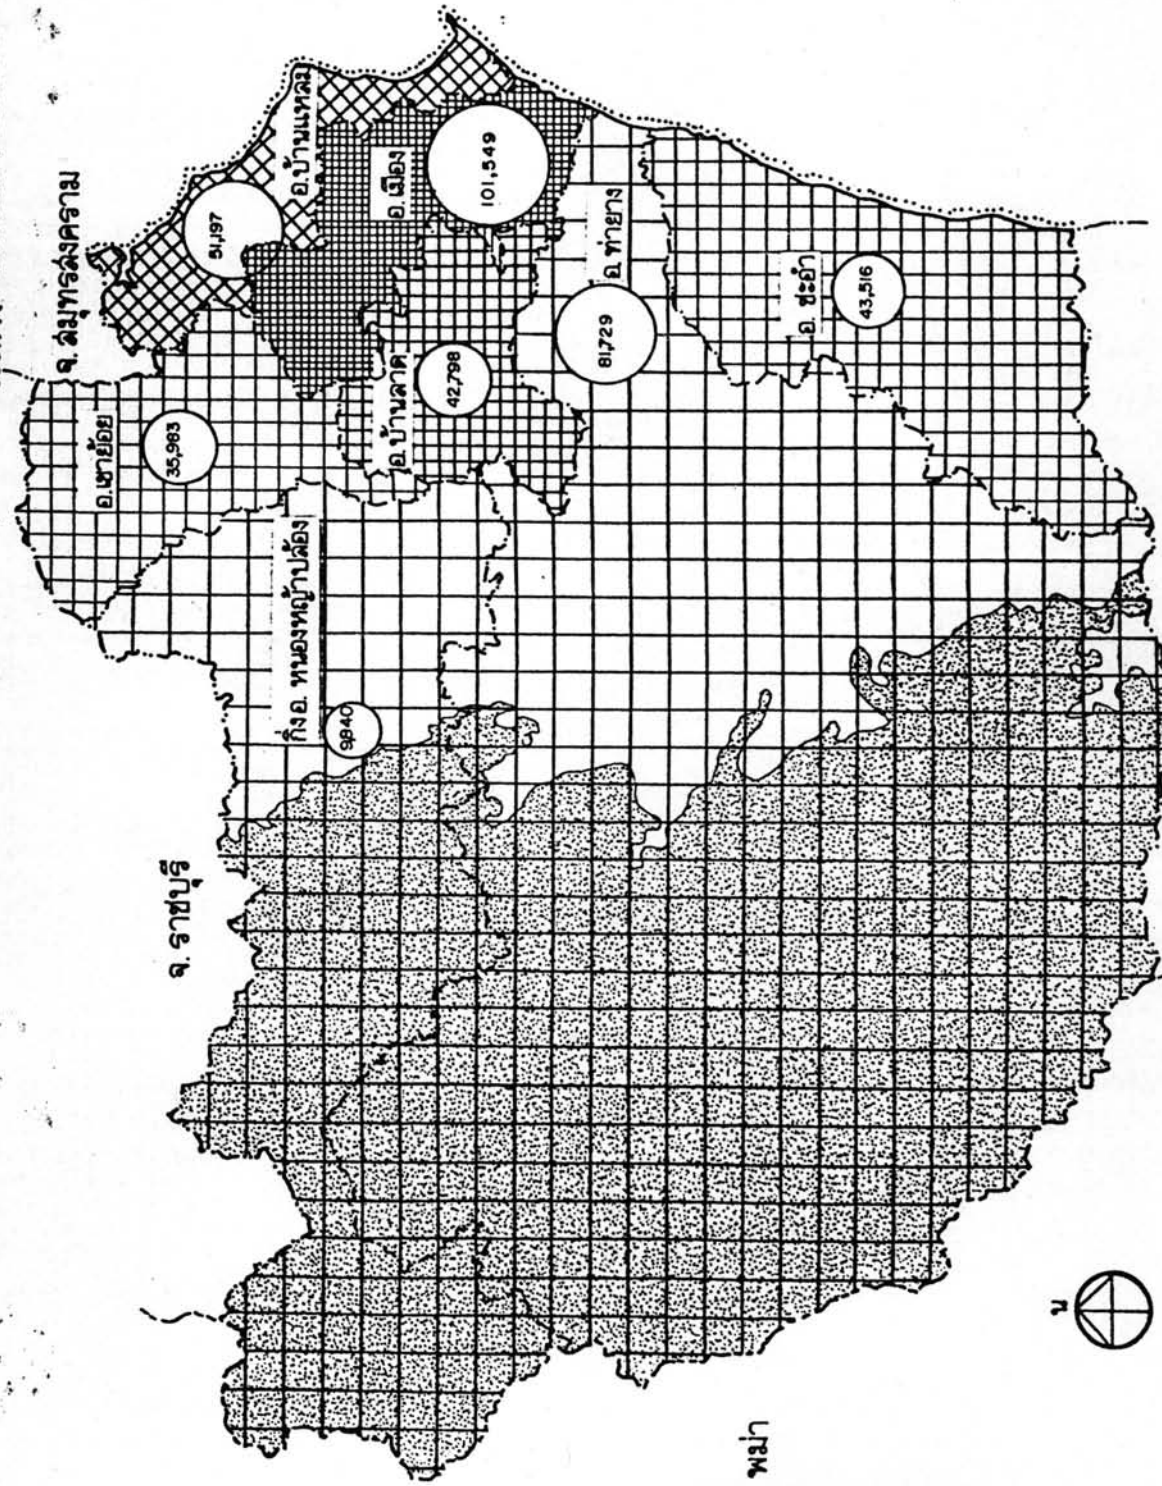 จ. สมุทรสงคราม
อ.เขาย้อย
35,983
51,197
อ.บ้านแหลม
อ.เมือง
101,549
อ.บ้านลาด
42,798
กิ่งอ. หนองหญ้าปล้อง
9,840
จ. ราชบุรี
อ. ท่ายาง
81,729
อ. ชะอำ
43,516
พม่า
น